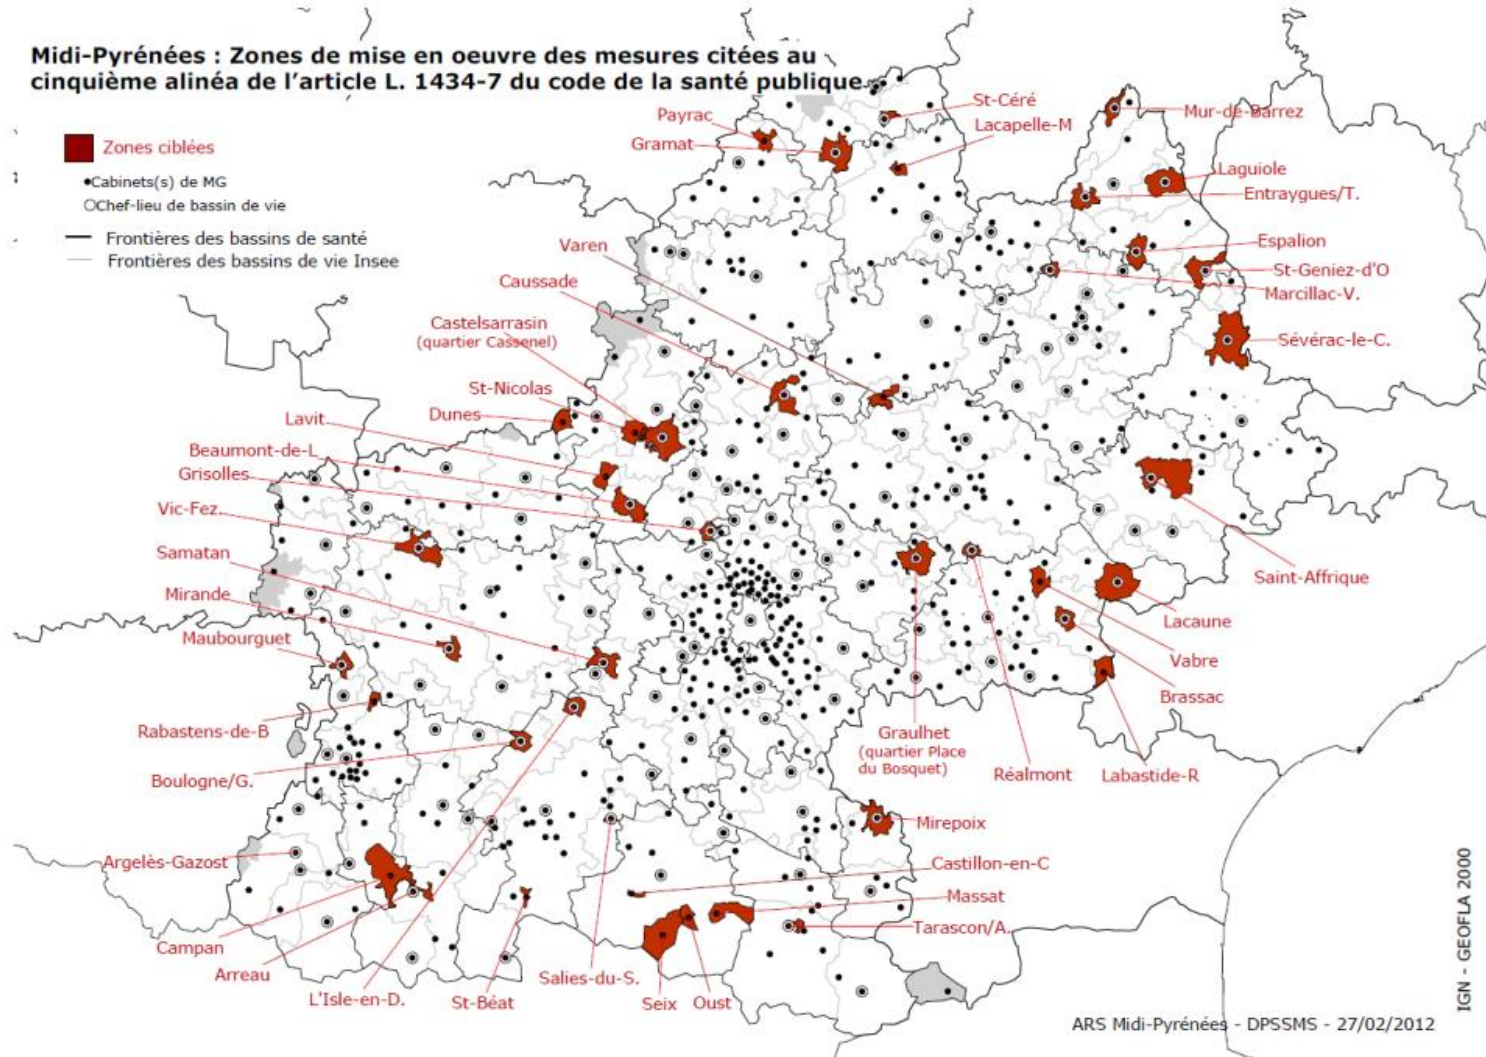 Midi-Pyrénées : Zones de mise en oeuvre des mesures citées au
cinquième alinéa de l’article L. 1434-7 du code de la santé publique
Zones ciblées
Cabinets(s) de MG
Chef-lieu de bassin de vie
Frontières des bassins de santé
Frontières des bassins de vie Insee
Payrac
Gramat
St-Céré
Lacapelle-M
Mur-de-Barrez
Laguiole
Entraygues/T.
Espalion
St-Geniez-d'O
Marcillac-V.
Sévérac-le-C.
Varen
Caussade
Castelsarrasin
(quartier Cassenel)
St-Nicolas
Dunes
Lavit
Beaumont-de-L
Grisolles
Vic-Fez.
Samatan
Mirande
Maubourguet
Rabastens-de-B
Boulogne/G.
Argelès-Gazost
Campan
Arreau
L'Isle-en-D.
St-Béat
Salies-du-S.
Seix
Oust
Tarascon/A.
Massat
Castillon-en-C
Mirepoix
Graulhet
(quartier Place
du Bosquet)
Réalmont
Labastide-R
Brassac
Vabre
Lacaune
Saint-Affrique
IGN - GEOFLA 2000
ARS Midi-Pyrénées - DPSSMS - 27/02/2012